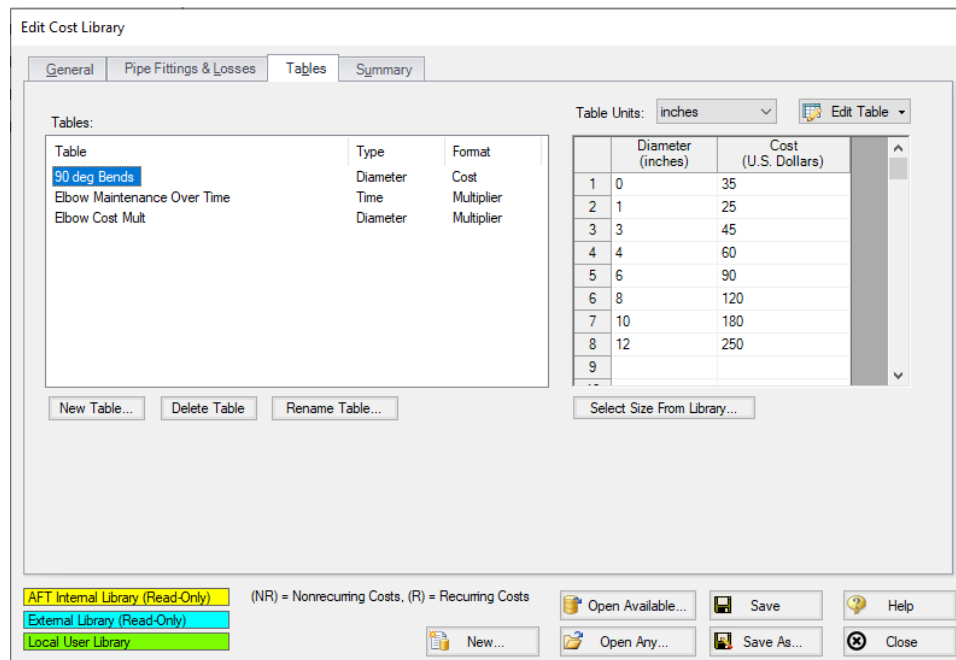 Edit Cost Library
General Pipe Fittings & Losses Tables Summary
Table Units: inches Edit Table
Tables:
Table Type Format
90 deg Bends Diameter Cost
Elbow Maintenance Over Time Time Multiplier
Elbow Cost Mult Diameter Multiplier
Diameter (inches) Cost (U.S. Dollars)
1 0 35
2 1 25
3 3 45
4 4 60
5 6 90
6 8 120
7 10 180
8 12 250
9
New Table... Delete Table Rename Table... Select Size From Library...
AFT Internal Library (Read-Only) (NR) = Nonrecurring Costs, (R) = Recurring Costs Open Available... Save Help
External Library (Read-Only)
Local User Library New... Open Any... Save As... Close